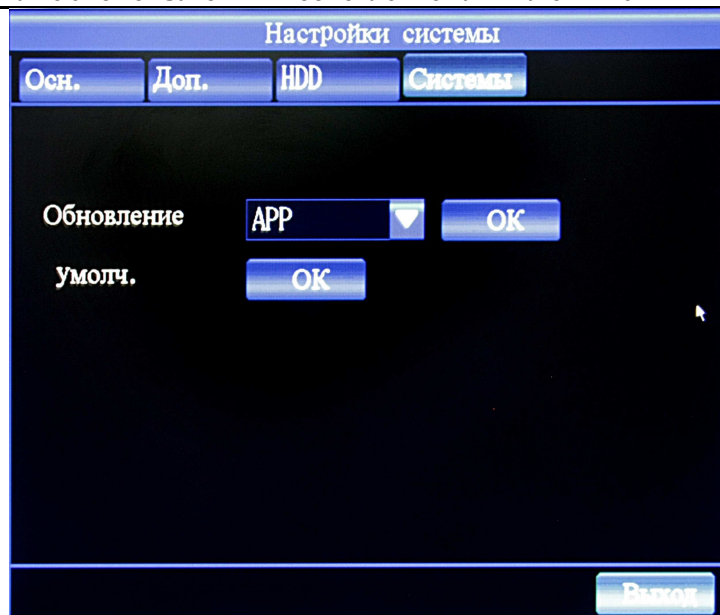 Настройки системы
Осн. Доп. HDD Системы
Обновление APP OK
Умолч. OK
Выход